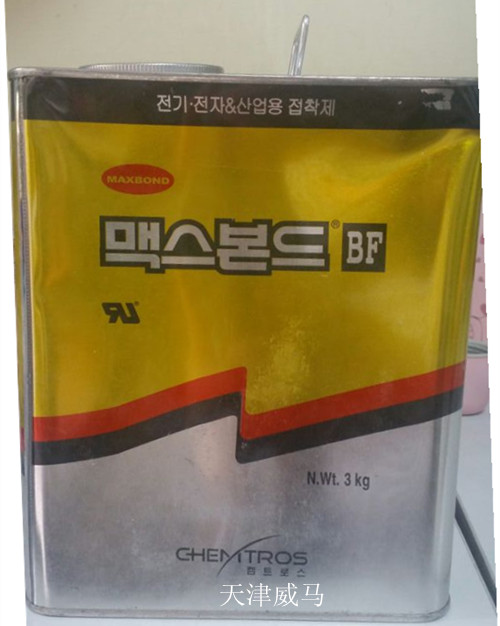 전기·전자&산업용 접착제
MAXBOND
맥스본드® BF
RU®
N.Wt. 3 kg
CHEMTROS
켐트로스
天津威马